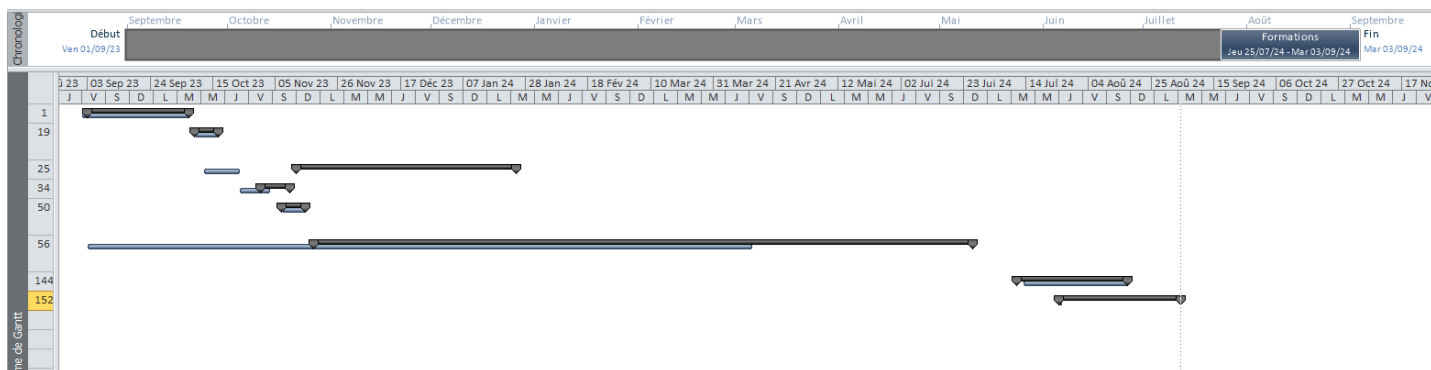 Chronologi
Septembre Octobre Novembre Décembre Janvier Février Mars Avril Mai Juin Juillet Août Septembre
Début
Ven 01/09/23
Formations
Jeu 25/07/24 - Mar 03/09/24
Fin
Mar 03/09/24
23 03 Sep 23 24 Sep 23 15 Oct 23 05 Nov 23 26 Nov 23 17 Déc 23 07 Jan 24 28 Jan 24 18 Fév 24 10 Mar 24 31 Mar 24 21 Avr 24 12 Mai 24 02 Jui 24 23 Jui 24 14 Jul 24 04 Aoû 24 25 Aoû 24 15 Sep 24 06 Oct 24 27 Oct 24 17 No
J V S D L M M J V S D L M M J V S D L M M J V S D L M M J V S D L M M J V S D L M M J V S D L M M J V S D L M M J V S D L M M J V
1
19
25
34
50
56
144
152
me de Gantt